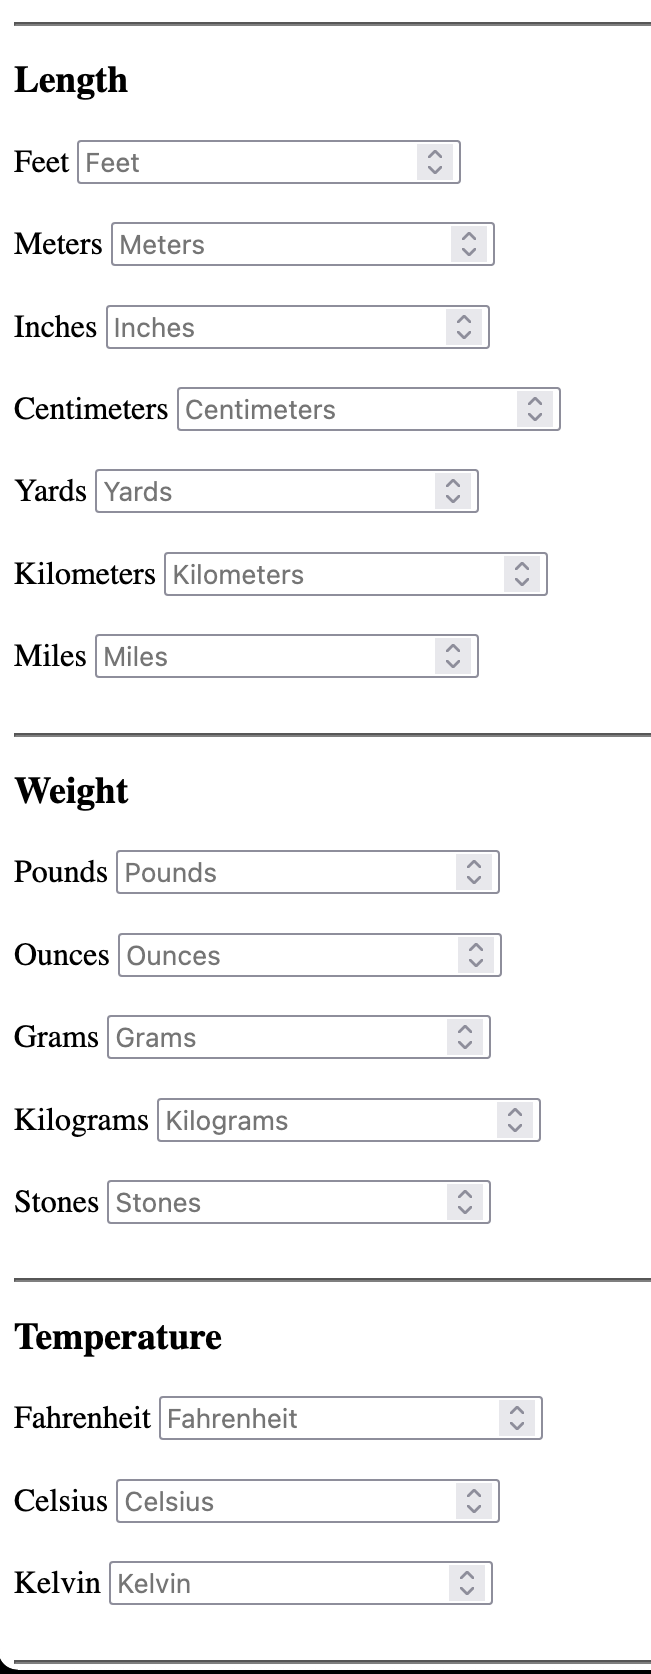 Length
Feet Feet
Meters Meters
Inches Inches
Centimeters Centimeters
Yards Yards
Kilometers Kilometers
Miles Miles
Weight
Pounds Pounds
Ounces Ounces
Grams Grams
Kilograms Kilograms
Stones Stones
Temperature
Fahrenheit Fahrenheit
Celsius Celsius
Kelvin Kelvin